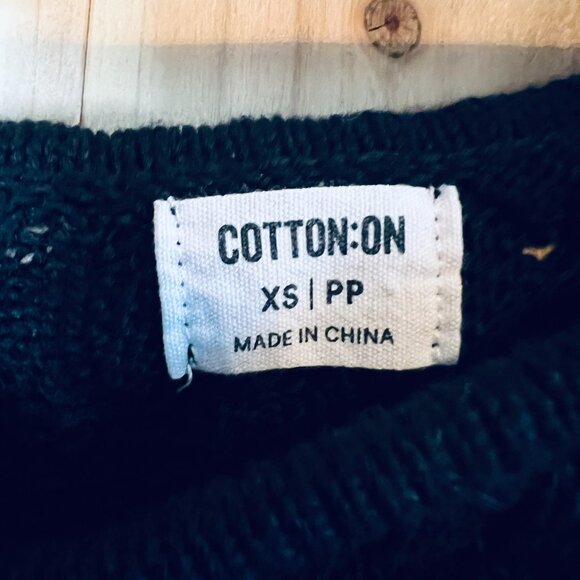 COTTON:ON
XS | PP
MADE IN CHINA